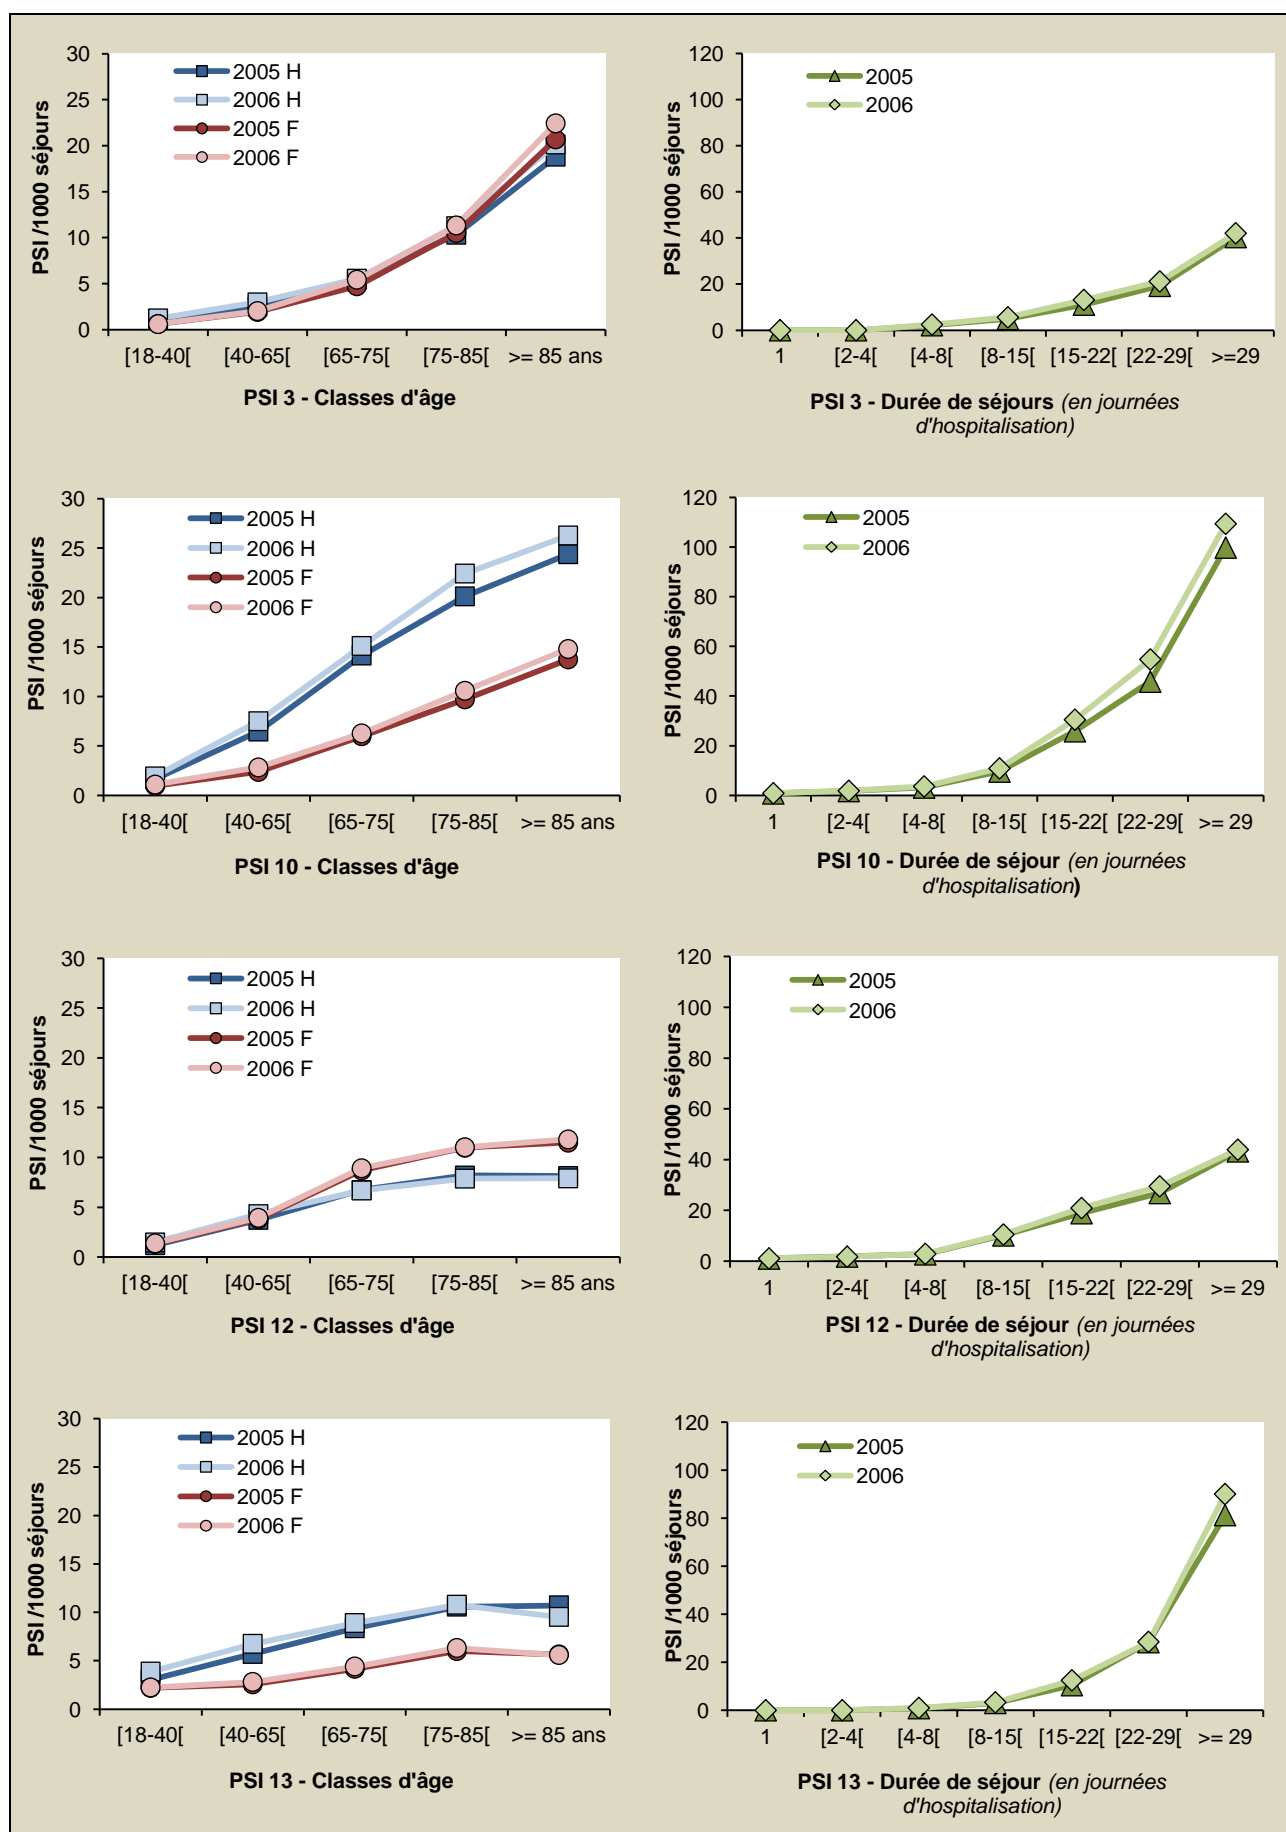 PSI /1000 séjours
30
25
20
15
10
5
0
2005 H
2006 H
2005 F
2006 F
[18-40[ [40-65[ [65-75[ [75-85[ >= 85 ans
PSI 3 - Classes d'âge
PSI /1000 séjours
120
100
80
60
40
20
0
2005
2006
1 [2-4[ [4-8[ [8-15[ [15-22[ [22-29[ >=29
PSI 3 - Durée de séjours (en journées
d'hospitalisation)
PSI /1000 séjours
30
25
20
15
10
5
0
2005 H
2006 H
2005 F
2006 F
[18-40[ [40-65[ [65-75[ [75-85[ >= 85 ans
PSI 10 - Classes d'âge
PSI /1000 séjours
120
100
80
60
40
20
0
2005
2006
1 [2-4[ [4-8[ [8-15[ [15-22[ [22-29[ >= 29
PSI 10 - Durée de séjour (en journées
d'hospitalisation)
PSI /1000 séjours
30
25
20
15
10
5
0
2005 H
2006 H
2005 F
2006 F
[18-40[ [40-65[ [65-75[ [75-85[ >= 85 ans
PSI 12 - Classes d'âge
PSI /1000 séjours
120
100
80
60
40
20
0
2005
2006
1 [2-4[ [4-8[ [8-15[ [15-22[ [22-29[ >= 29
PSI 12 - Durée de séjour (en journées
d'hospitalisation)
PSI /1000 séjours
30
25
20
15
10
5
0
2005 H
2006 H
2005 F
2006 F
[18-40[ [40-65[ [65-75[ [75-85[ >= 85 ans
PSI 13 - Classes d'âge
PSI /1000 séjours
120
100
80
60
40
20
0
2005
2006
1 [2-4[ [4-8[ [8-15[ [15-22[ [22-29[ >= 29
PSI 13 - Durée de séjour (en journées
d'hospitalisation)